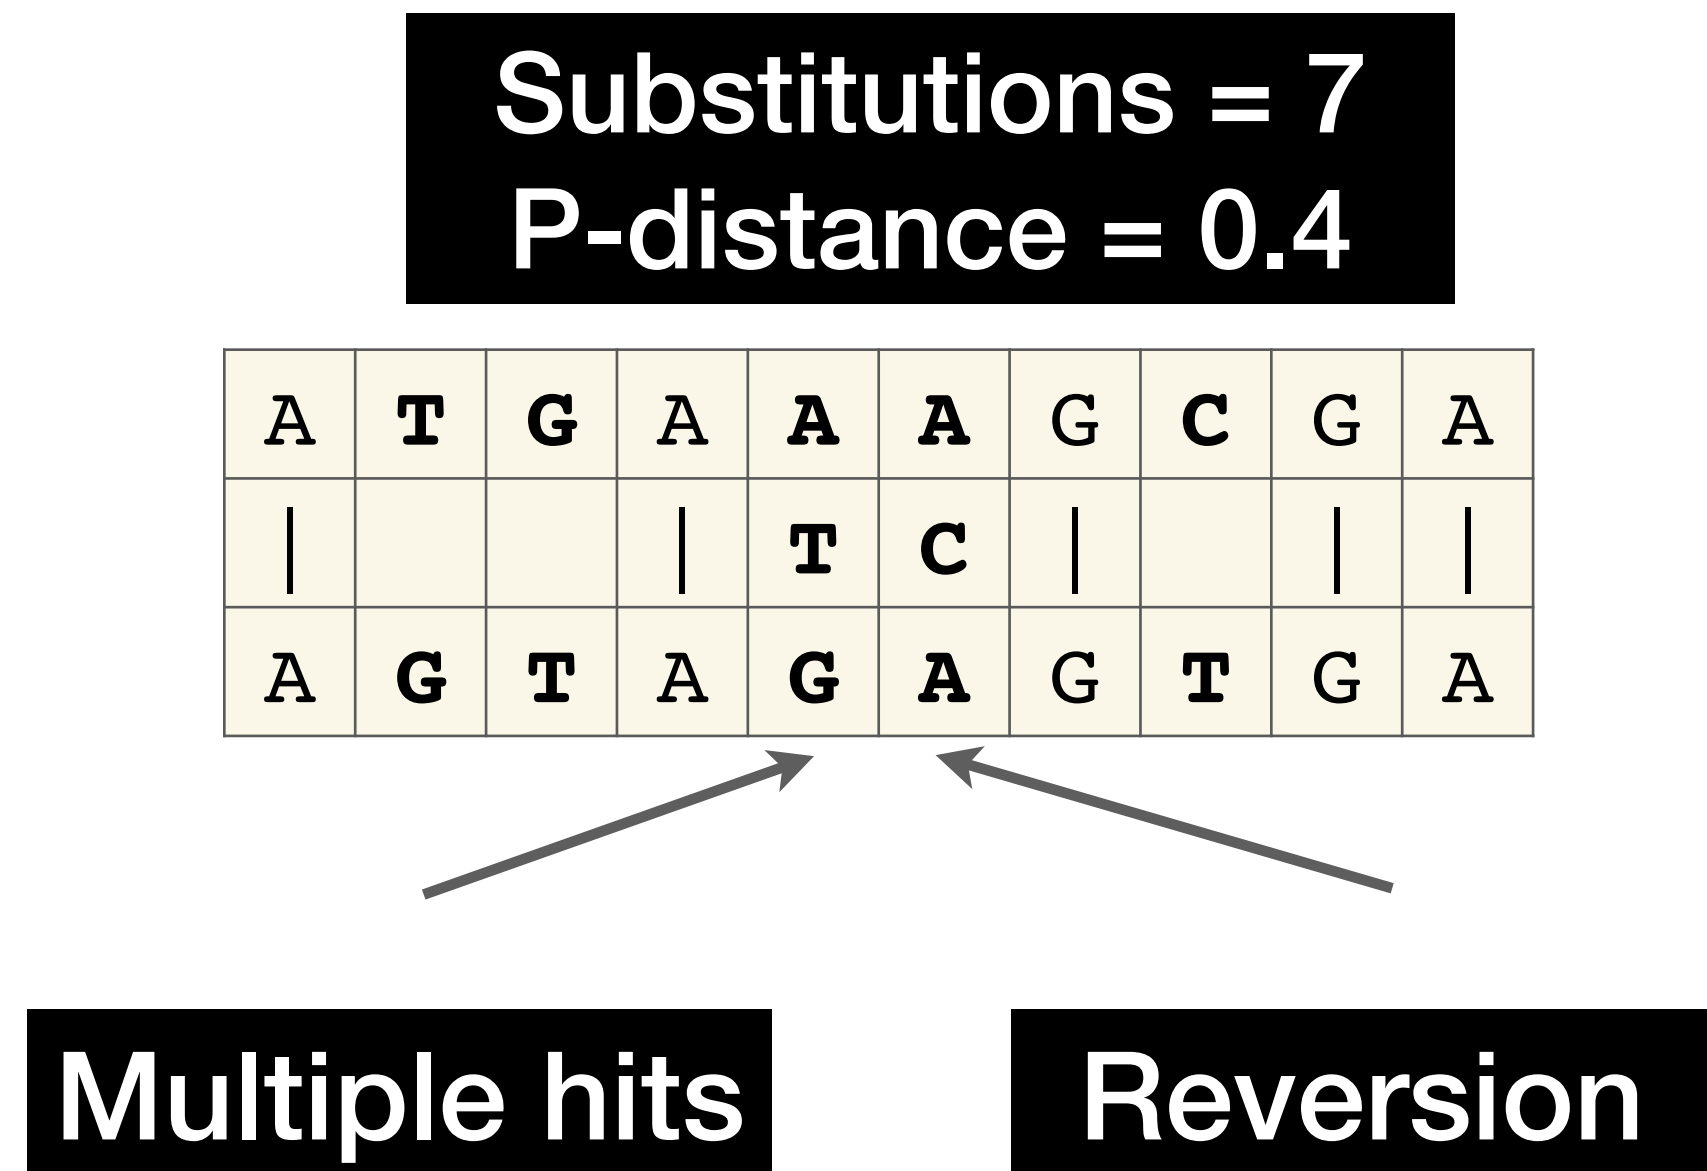 Substitutions = 7
P-distance = 0.4
A T G A A A G C G A
| | T C | | |
A G T A G A G T G A
Multiple hits
Reversion